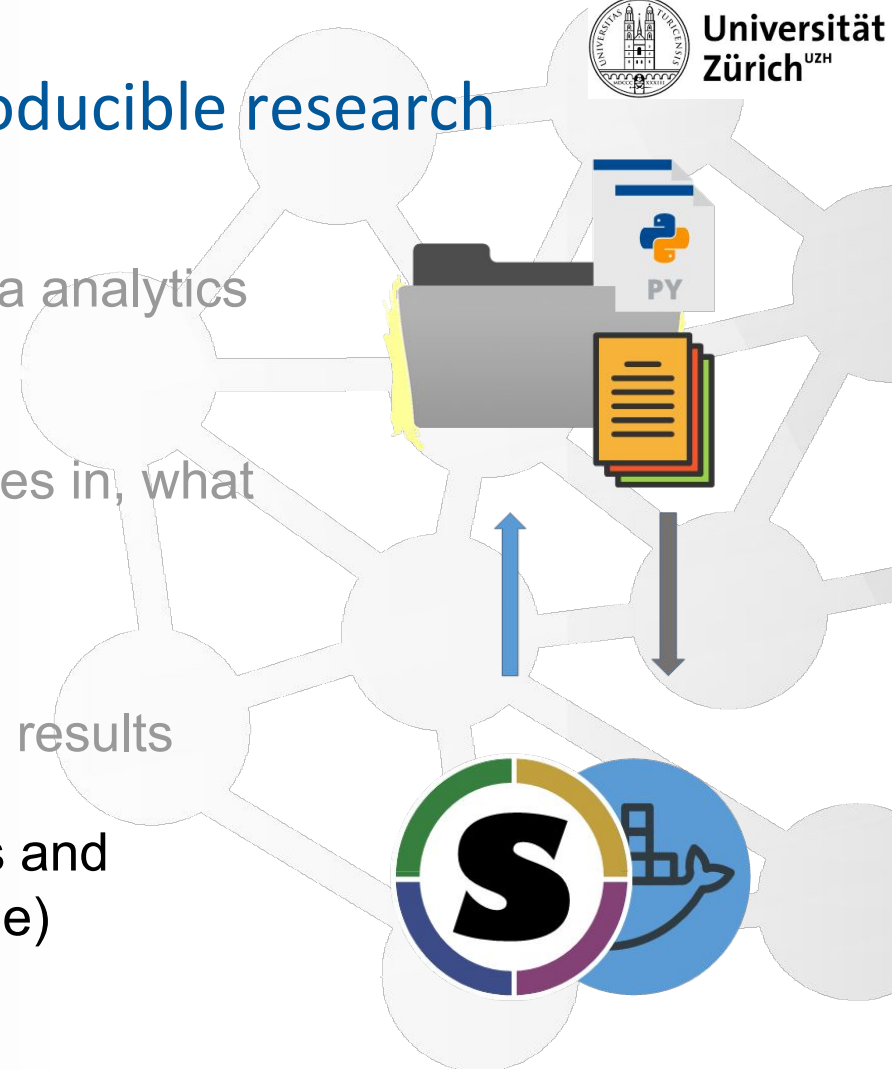 Universität
Zürich UZH
oducible research
a analytics
PY
es in, what
results
s and
e)
S